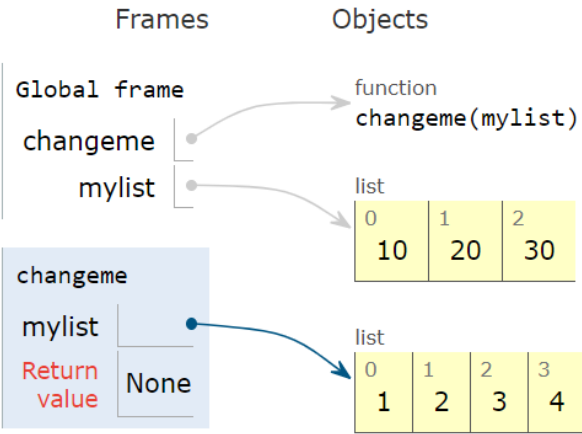 Frames
Objects
Global frame
changeme
mylist
function
changeme(mylist)
list
0 1 2
10 20 30
changeme
mylist
Return
value
None
list
0 1 2 3
1 2 3 4